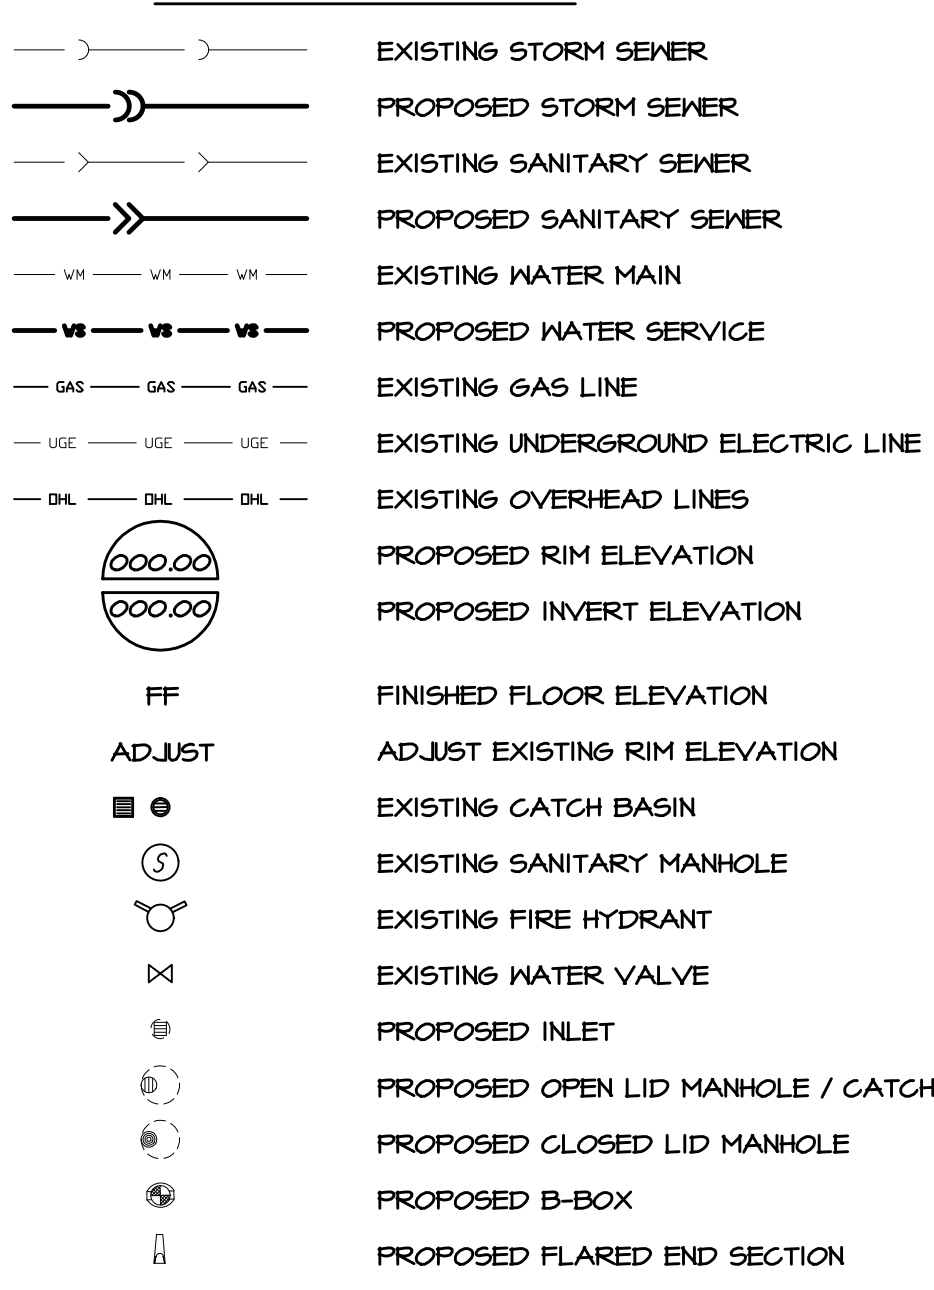 EXISTING STORM SEWER
PROPOSED STORM SEWER
EXISTING SANITARY SEWER
PROPOSED SANITARY SEWER
WM WM WM EXISTING WATER MAIN
WS WS WS PROPOSED WATER SERVICE
GAS GAS GAS EXISTING GAS LINE
UGE UGE UGE EXISTING UNDERGROUND ELECTRIC LINE
OHL OHL OHL EXISTING OVERHEAD LINES
000.00 PROPOSED RIM ELEVATION
000.00 PROPOSED INVERT ELEVATION
FF FINISHED FLOOR ELEVATION
ADJUST ADJUST EXISTING RIM ELEVATION
EXISTING CATCH BASIN
S EXISTING SANITARY MANHOLE
EXISTING FIRE HYDRANT
EXISTING WATER VALVE
PROPOSED INLET
PROPOSED OPEN LID MANHOLE / CATCH
PROPOSED CLOSED LID MANHOLE
PROPOSED B-BOX
PROPOSED FLARED END SECTION